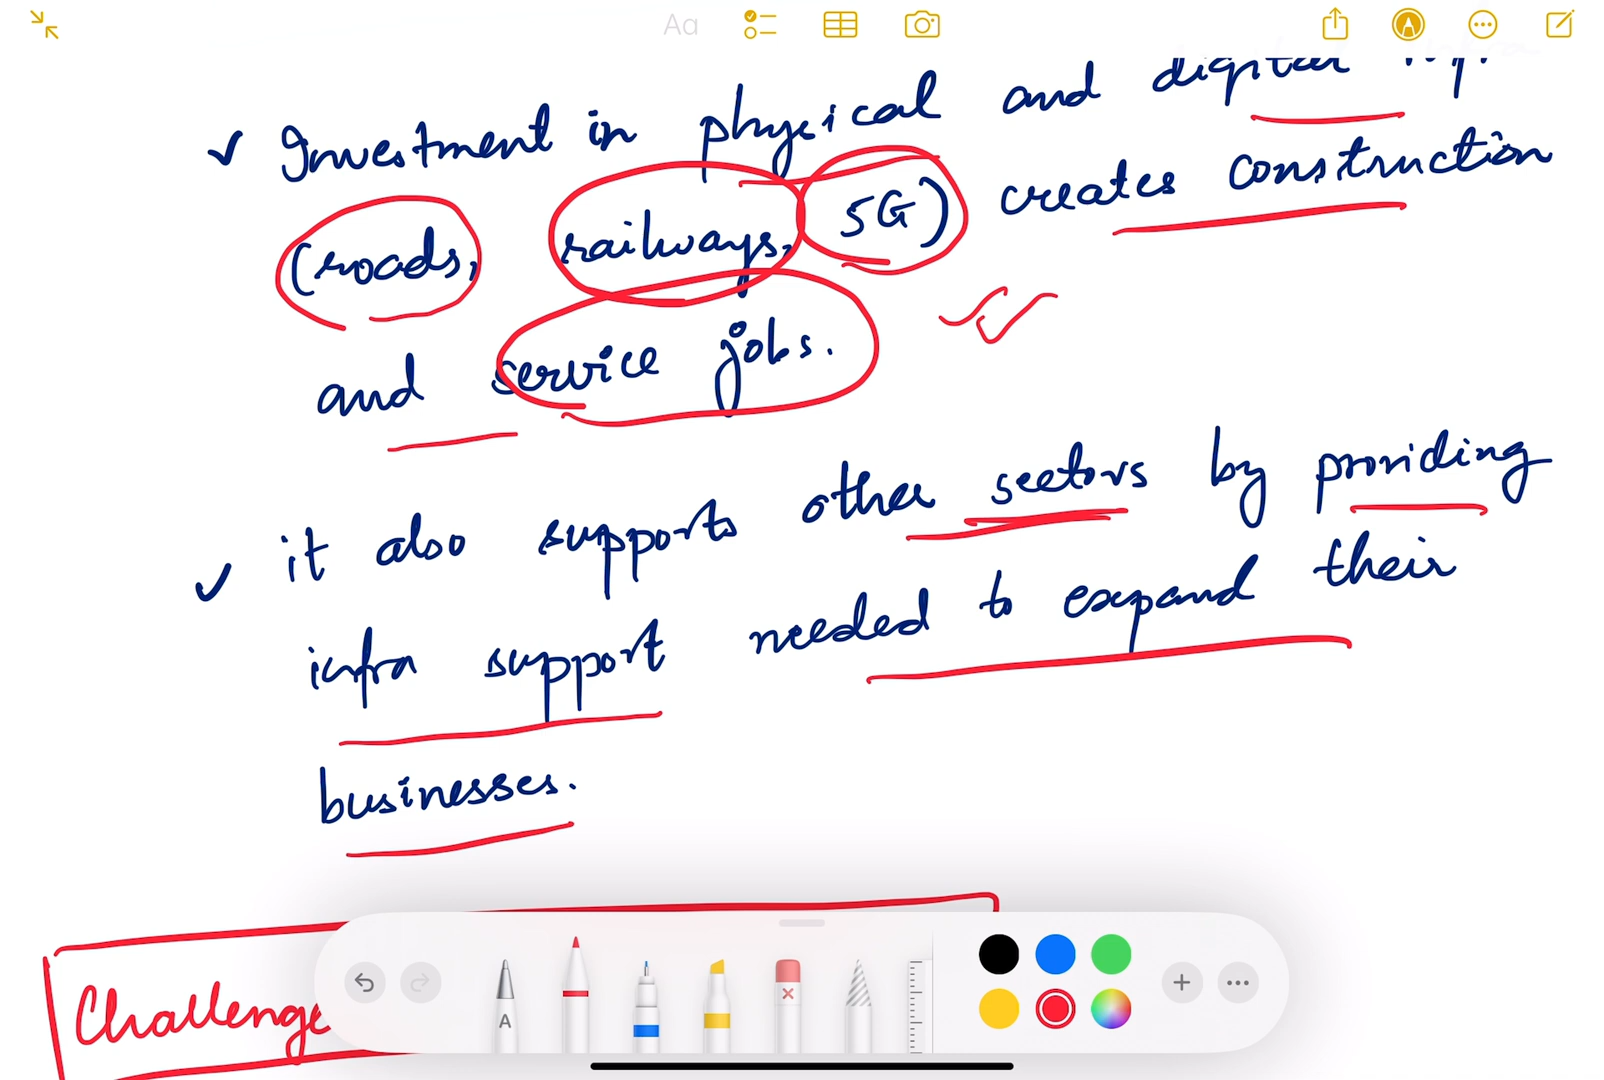 Aa
Investment in physical and digital
(roads, railways, 5G) creates construction
and service jobs.
it also supports other sectors by providing
infra support needed to expand their
businesses.
Challenge
A